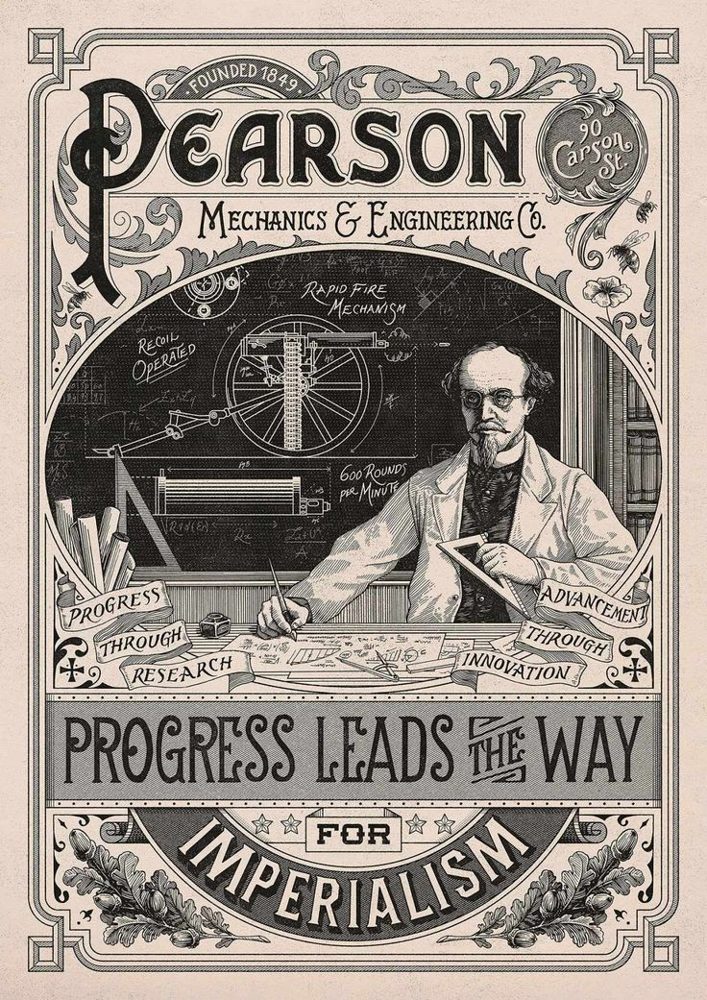 FOUNDED 1849
PEARSON
90
Carson
St.
MECHANICS & ENGINEERING CO.
RAPID FIRE
MECHANISM
RECOIL
OPERATED
600 ROUNDS
PER MINUTE
PROGRESS
THROUGH
RESEARCH
ADVANCEMENT
THROUGH
INNOVATION
PROGRESS LEADS THE WAY
FOR
IMPERIALISM